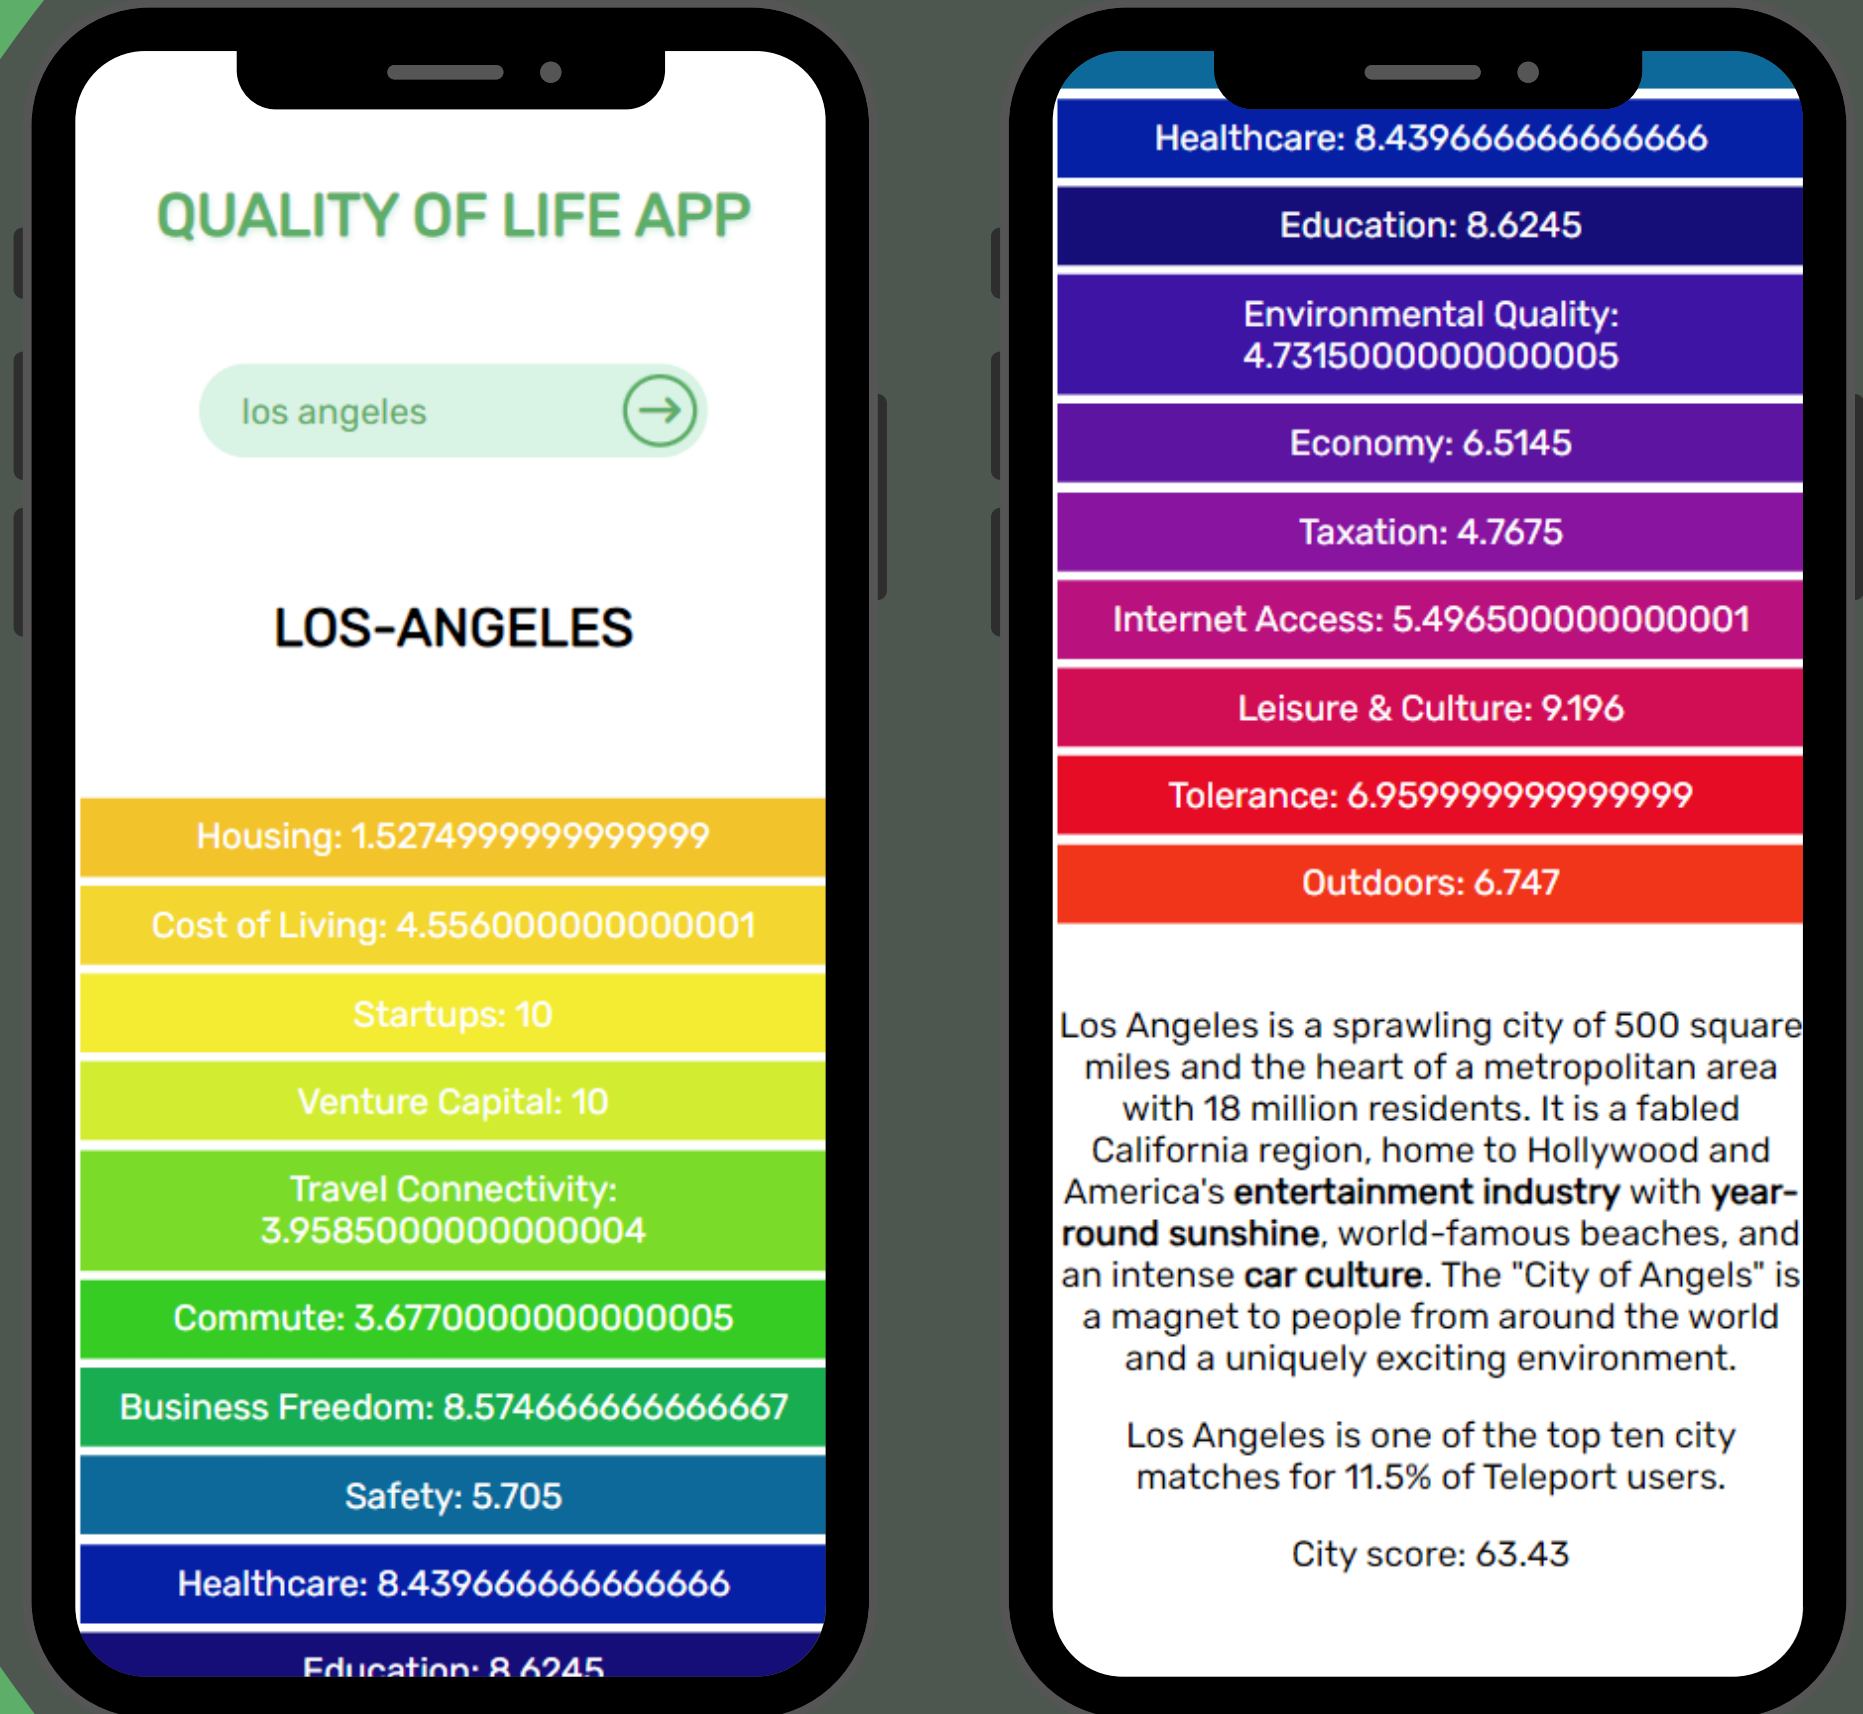 QUALITY OF LIFE APP
los angeles
LOS-ANGELES
Housing: 1.5274999999999999
Cost of Living: 4.556000000000001
Startups: 10
Venture Capital: 10
Travel Connectivity:
3.9585000000000004
Commute: 3.6770000000000005
Business Freedom: 8.574666666666667
Safety: 5.705
Healthcare: 8.439666666666666
Education: 8.6245
Healthcare: 8.439666666666666
Education: 8.6245
Environmental Quality:
4.7315000000000005
Economy: 6.5145
Taxation: 4.7675
Internet Access: 5.496500000000001
Leisure & Culture: 9.196
Tolerance: 6.959999999999999
Outdoors: 6.747
Los Angeles is a sprawling city of 500 square
miles and the heart of a metropolitan area
with 18 million residents. It is a fabled
California region, home to Hollywood and
America's entertainment industry with year-
round sunshine, world-famous beaches, and
an intense car culture. The "City of Angels" is
a magnet to people from around the world
and a uniquely exciting environment.
Los Angeles is one of the top ten city
matches for 11.5% of Teleport users.
City score: 63.43